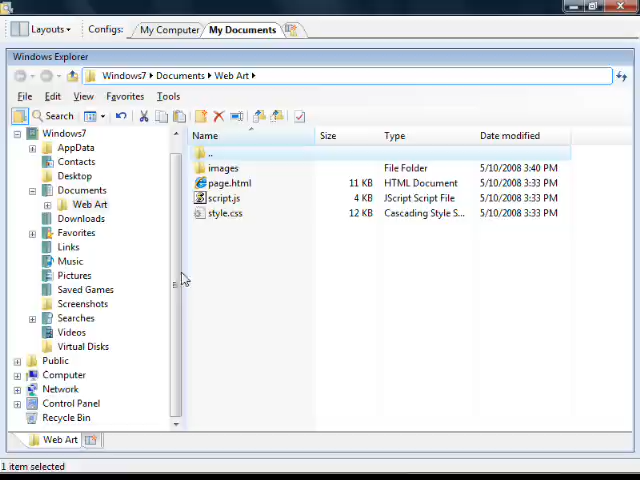 Layouts Configs: My Computer My Documents
Windows Explorer
Windows7 Documents Web Art
File Edit View Favorites Tools
Search
Name Size Type Date modified
Windows7
AppData
Contacts
Desktop
Documents
Web Art
Downloads
Favorites
Links
Music
Pictures
Saved Games
Screenshots
Searches
Videos
Virtual Disks
Public
Computer
Network
Control Panel
Recycle Bin
..
images File Folder 5/10/2008 3:40 PM
page.html 11 KB HTML Document 5/10/2008 3:33 PM
script.js 4 KB JScript Script File 5/10/2008 3:33 PM
style.css 12 KB Cascading Style S... 5/10/2008 3:33 PM
Web Art
1 item selected